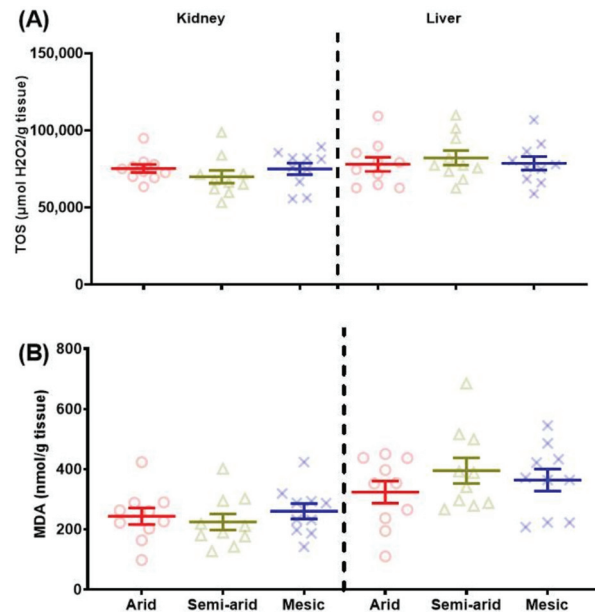 (A)
Kidney Liver
TOS (µmol H2O2/g tissue)
150,000
100,000
50,000
0
(B)
MDA (nmol/g tissue)
800
600
400
200
0
Arid Semi-arid Mesic Arid Semi-arid Mesic